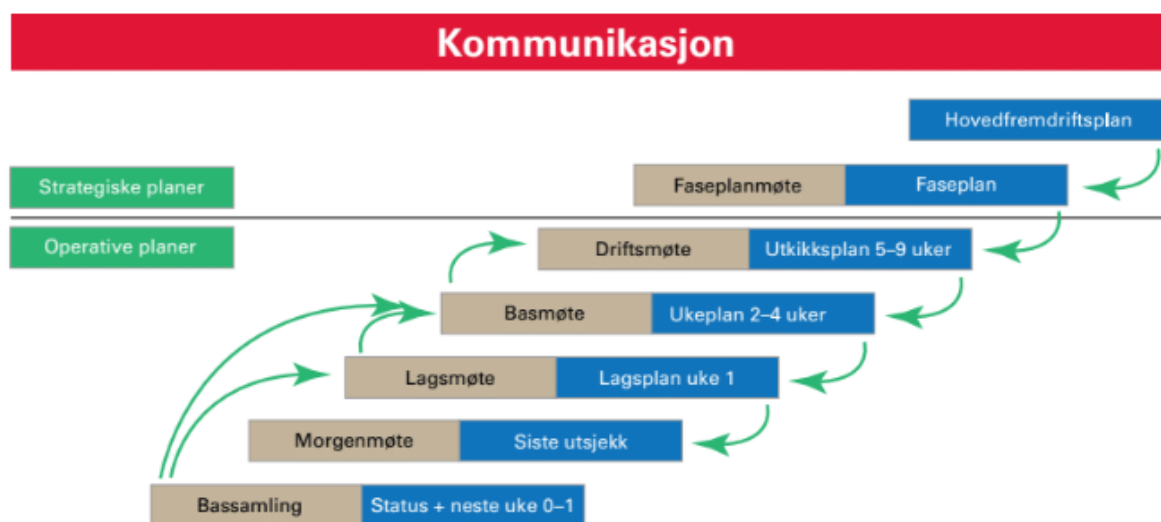 Kommunikasjon
Hovedfremdriftsplan
Strategiske planer
Faseplanmøte
Faseplan
Operative planer
Driftsmøte
Utkikksplan 5–9 uker
Basmøte
Ukeplan 2–4 uker
Lagsmøte
Lagsplan uke 1
Morgenmøte
Siste utsjekk
Bassamling
Status + neste uke 0–1